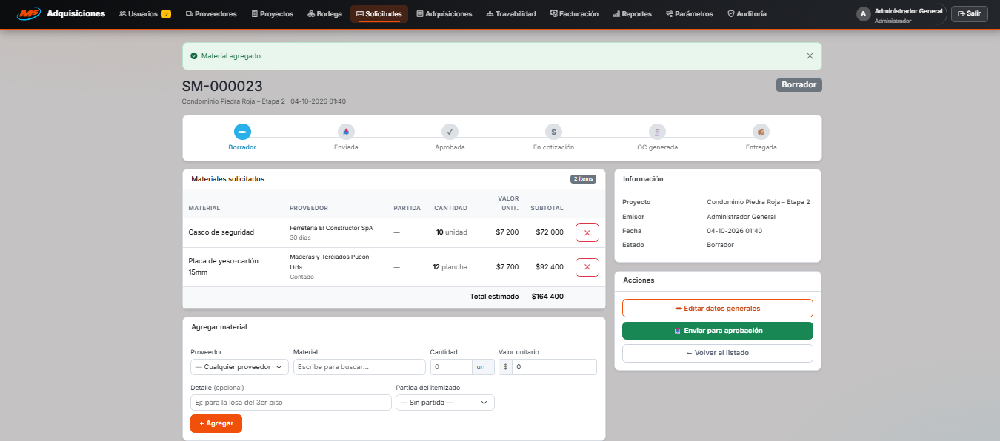 M5 Adquisiciones Usuarios 2 Proveedores Proyectos Bodega Solicitudes Adquisiciones Trazabilidad Facturación Reportes Parámetros Auditoría A Administrador General Salir
Administrador
Material agregado.
SM-000023 Borrador
Condominio Piedra Roja – Etapa 2 · 04-10-2026 01:40
$
Borrador Enviada Aprobada En cotización OC generada Entregada
Materiales solicitados 2 ítems
MATERIAL PROVEEDOR PARTIDA CANTIDAD VALOR UNIT. SUBTOTAL
Casco de seguridad Ferretería El Constructor SpA — 10 unidad $7 200 $72 000
30 días
Placa de yeso-cartón 15mm Maderas y Terciados Pucón Ltda — 12 plancha $7 700 $92 400
Contado
Total estimado $164 400
Información
Proyecto Condominio Piedra Roja – Etapa 2
Emisor Administrador General
Fecha 04-10-2026 01:40
Estado Borrador
Acciones
Editar datos generales
Enviar para aprobación
← Volver al listado
Agregar material
Proveedor Material Cantidad Valor unitario
— Cualquier proveedor Escribe para buscar... 0 un $ 0
Detalle (opcional) Partida del itemizado
Ej: para la losa del 3er piso — Sin partida —
+ Agregar